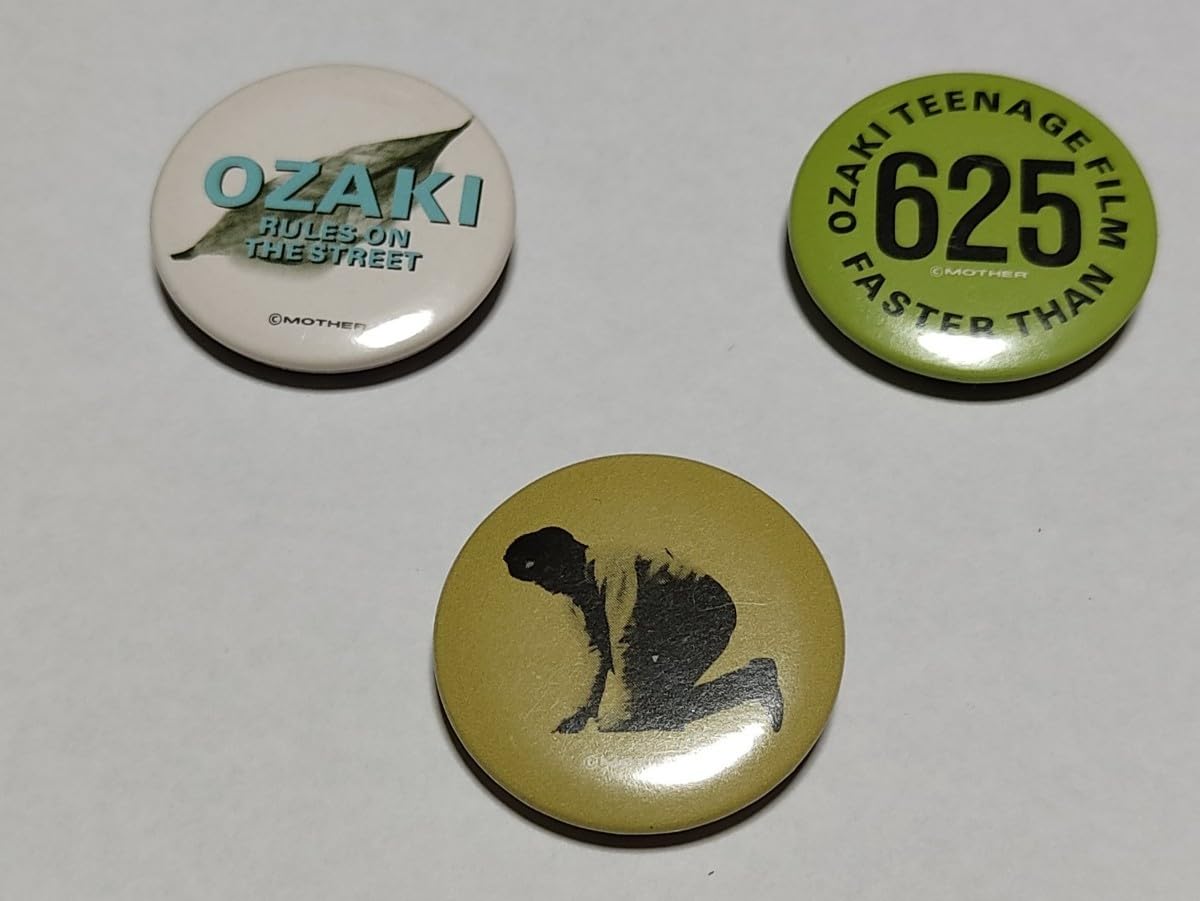 OZAKI
RULES ON
THE STREET
©MOTHER
OZAKI TEENAGE FILM
625
©MOTHER
FASTER THAN